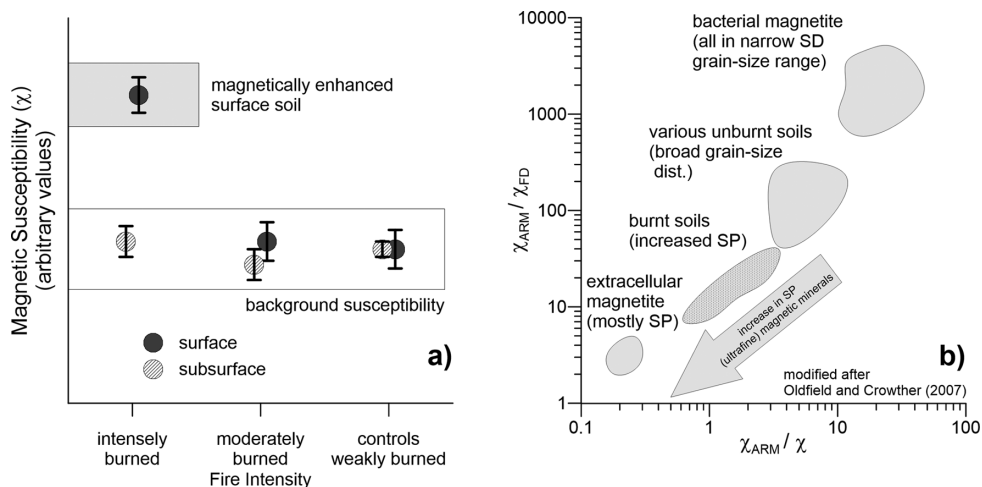 Magnetic Susceptibility (χ)
(arbitrary values)
magnetically enhanced
surface soil
background susceptibility
surface
subsurface
a)
intensely
burned
moderately
burned
controls
weakly burned
Fire Intensity
χARM / χFD
10000
1000
100
10
1
bacterial magnetite
(all in narrow SD
grain-size range)
various unburnt soils
(broad grain-size
dist.)
burnt soils
(increased SP)
extracellular
magnetite
(mostly SP)
increase in SP
(ultrafine) magnetic minerals
b)
modified after
Oldfield and Crowther (2007)
0.1
1
10
100
χARM / χ